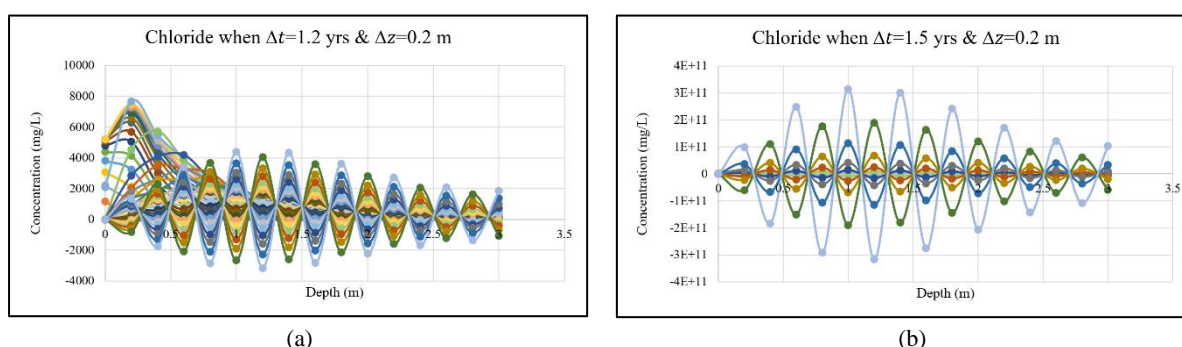 Chloride when Δt=1.2 yrs & Δz=0.2 m
10000
8000
6000
4000
2000
0
-2000
-4000
Concentration (mg/L)
0
0.5
1
1.5
2
2.5
3
3.5
Depth (m)
(a)
Chloride when Δt=1.5 yrs & Δz=0.2 m
4E+11
3E+11
2E+11
1E+11
0
-1E+11
-2E+11
-3E+11
-4E+11
Concentration (mg/L)
0
0.5
1
1.5
2
2.5
3
3.5
Depth (m)
(b)